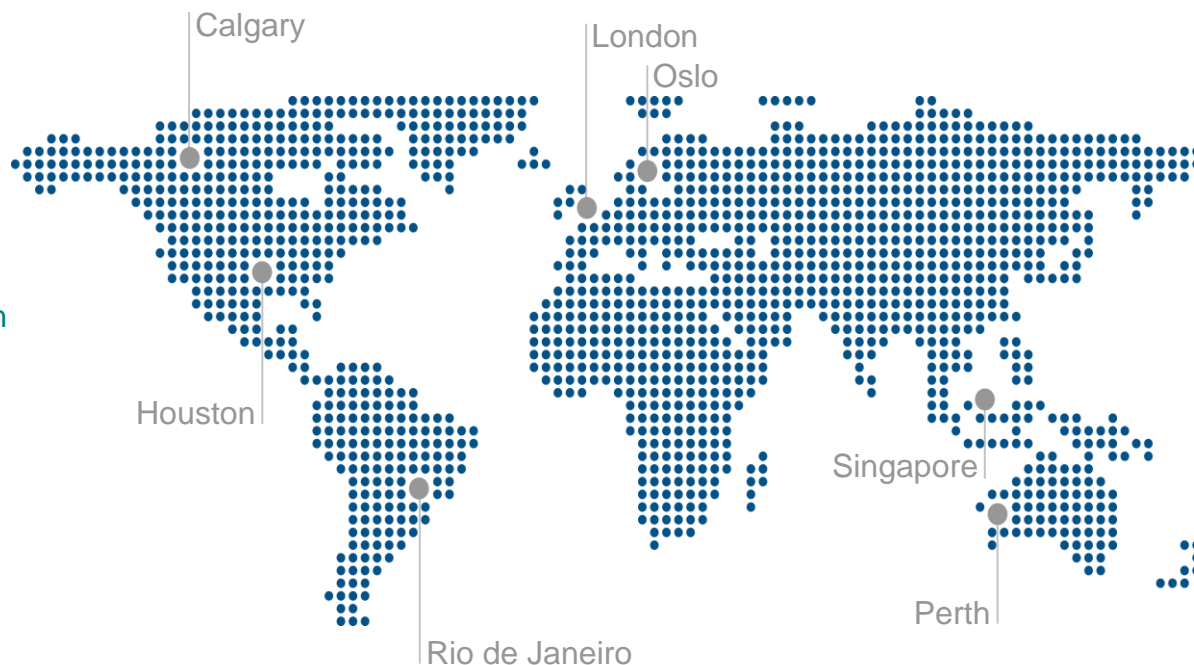 Calgary
London
Oslo
n
Houston
Singapore
Perth
Rio de Janeiro